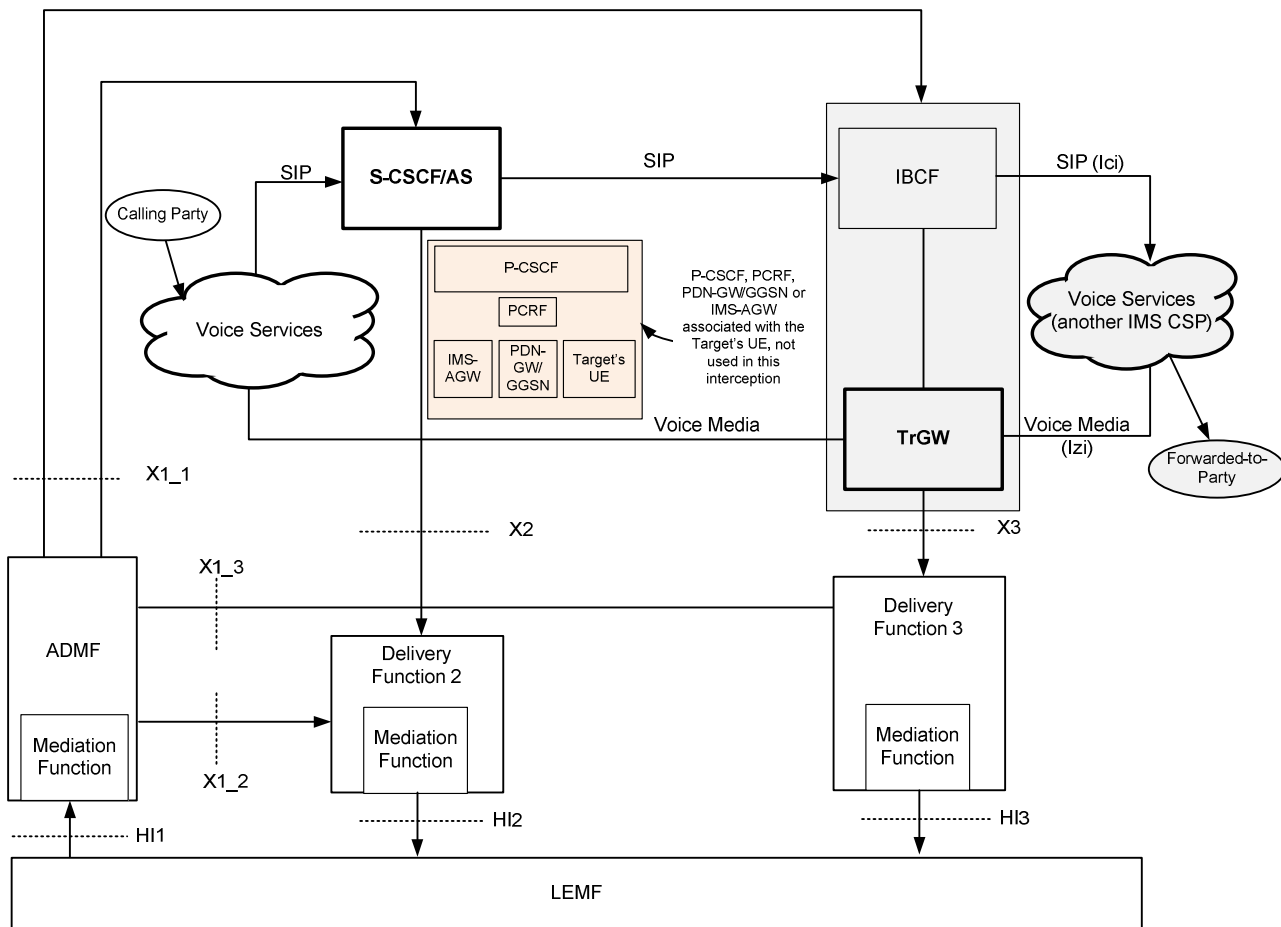 S-CSCF/AS
SIP
SIP
IBCF
SIP (Ici)
Calling Party
Voice Services
P-CSCF
PCRF
IMS-
AGW
PDN-
GW/
GGSN
Target's
UE
P-CSCF, PCRF,
PDN-GW/GGSN or
IMS-AGW
associated with the
Target's UE, not
used in this
interception
Voice Services
(another IMS CSP)
Voice Media
TrGW
Voice Media
(Izi)
Forwarded-to-
Party
X1_1
X2
X3
X1_3
ADMF
Mediation
Function
X1_2
Delivery
Function 2
Mediation
Function
Delivery
Function 3
Mediation
Function
HI1
HI2
HI3
LEMF